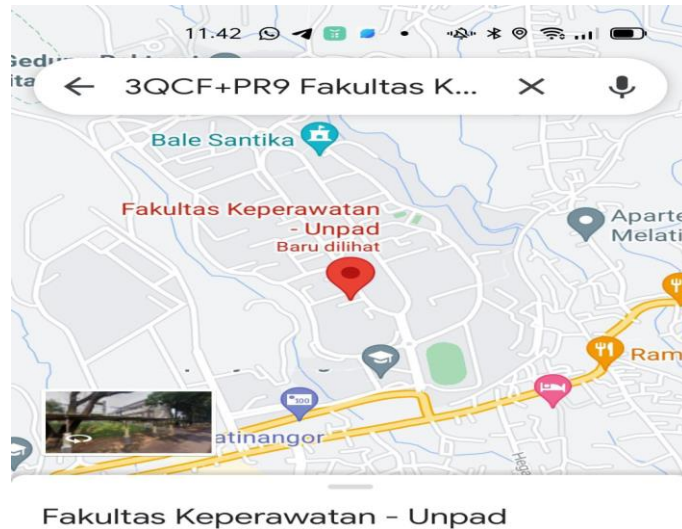 11.42
3QCF+PR9 Fakultas K...
Bale Santika
Fakultas Keperawatan
- Unpad
Baru dilihat
Aparte
Melati
Ram
atinangor
Fakultas Keperawatan - Unpad